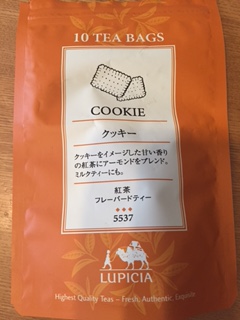 10 TEA BAGS
COOKIE
クッキー
クッキーをイメージした甘い香り
の紅茶にアーモンドをブレンド。
ミルクティーにも。
紅茶
フレーバードティー
5537
LUPICIA
Highest Quality Teas - Fresh, Authentic, Exquisite